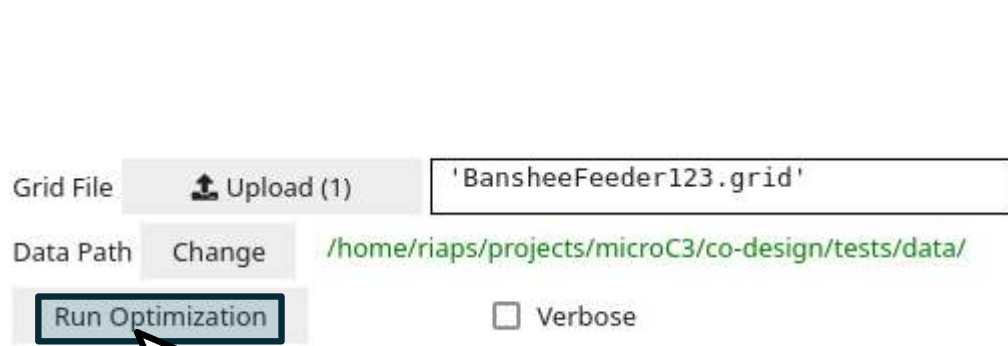 Grid File Upload (1) 'BansheeFeeder123.grid'
Data Path Change /home/riaps/projects/microC3/co-design/tests/data/
Run Optimization Verbose